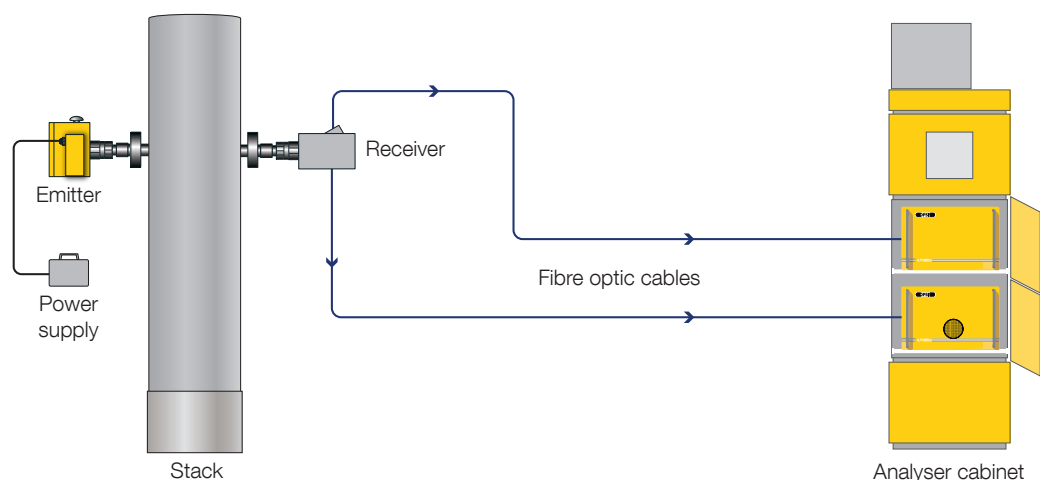 Receiver
Emitter
Fibre optic cables
Power
supply
Stack
Analyser cabinet